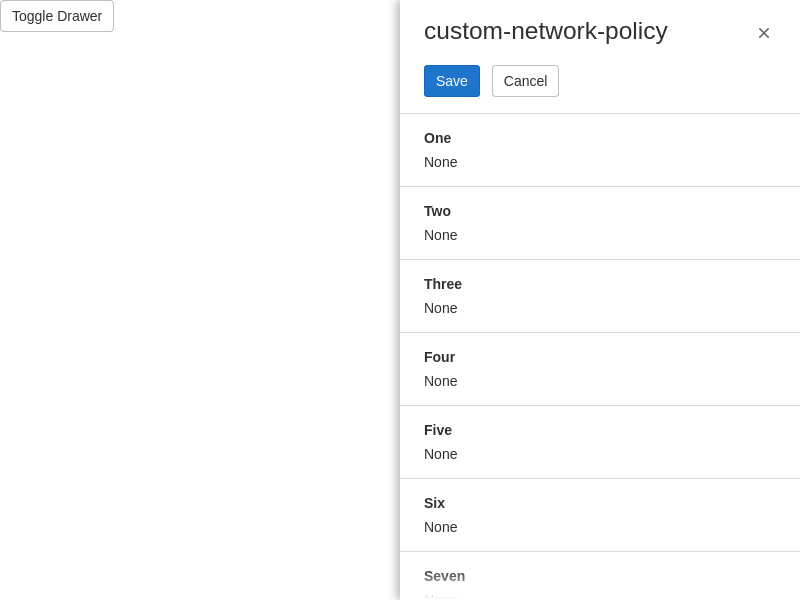 Toggle Drawer
custom-network-policy
Save
Cancel
One
None
Two
None
Three
None
Four
None
Five
None
Six
None
Seven
None